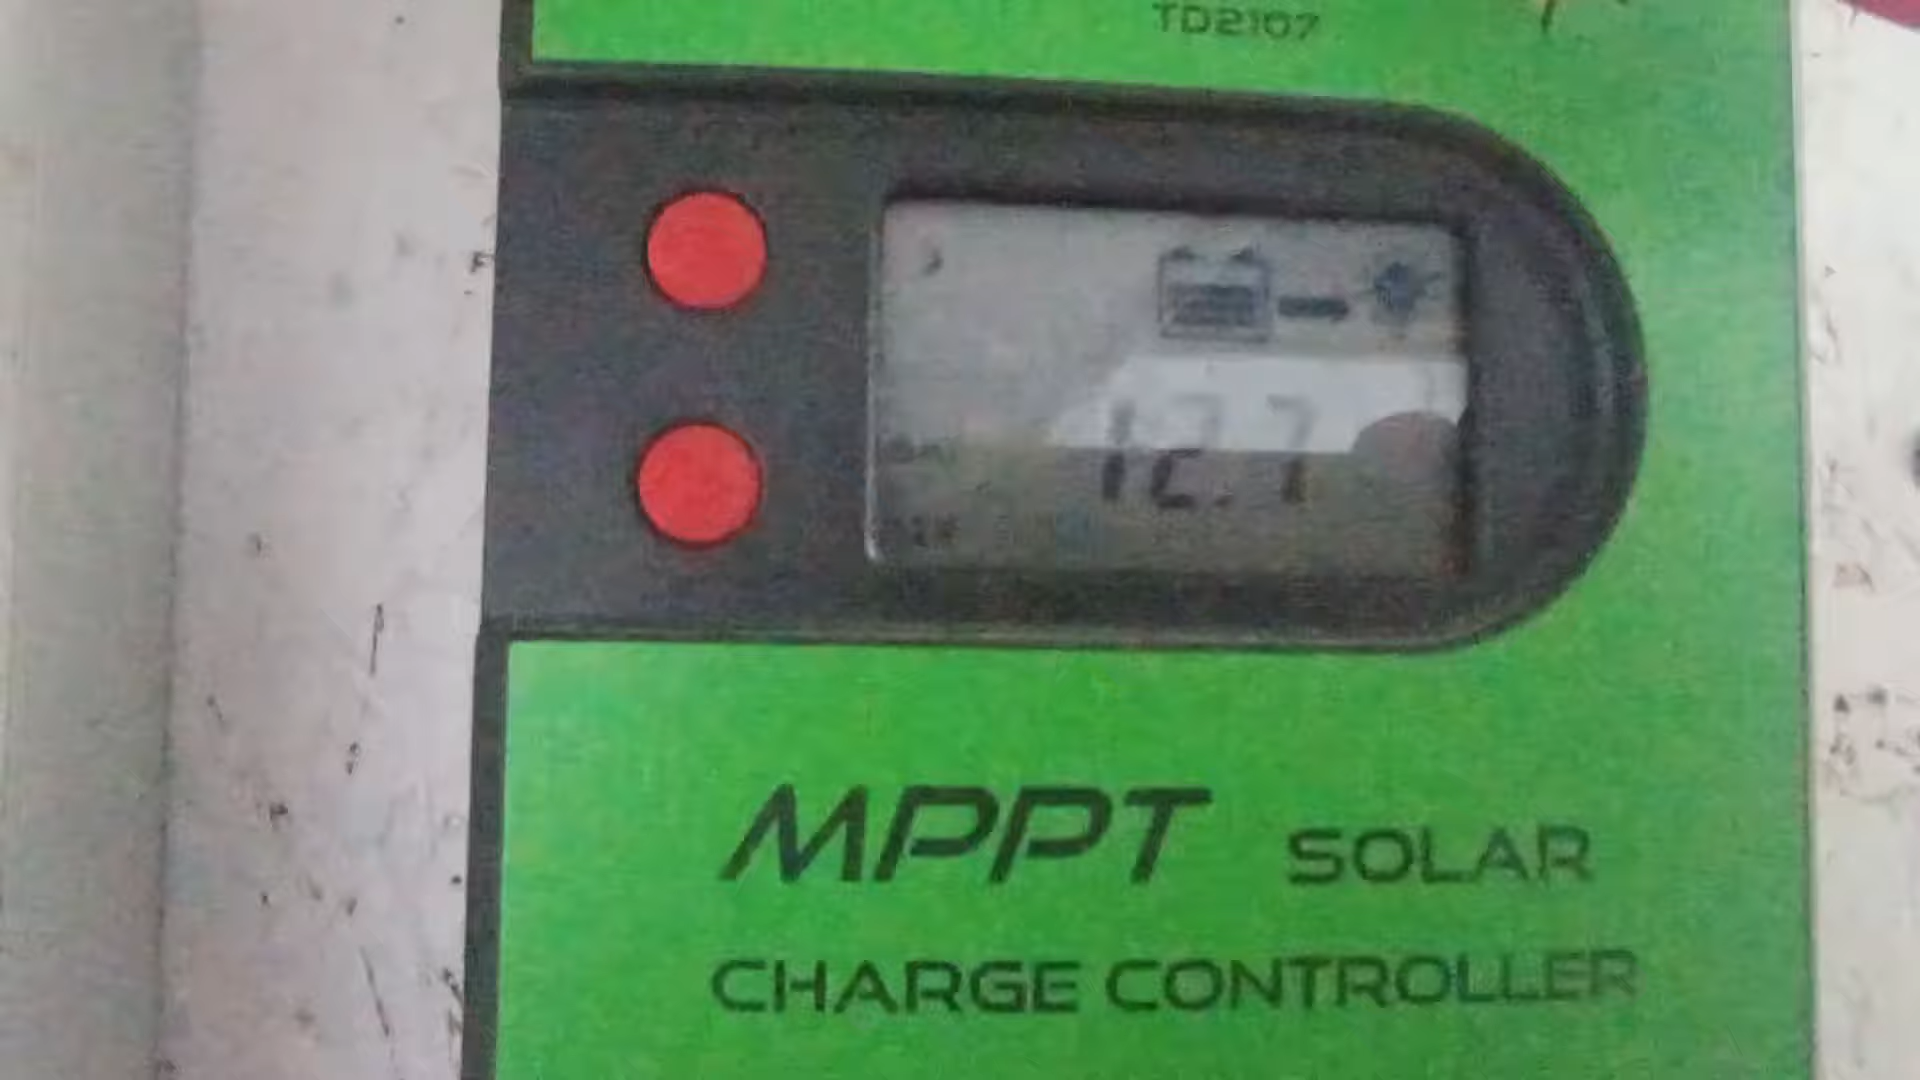 TD2107
12.7
MPPT SOLAR
CHARGE CONTROLLER